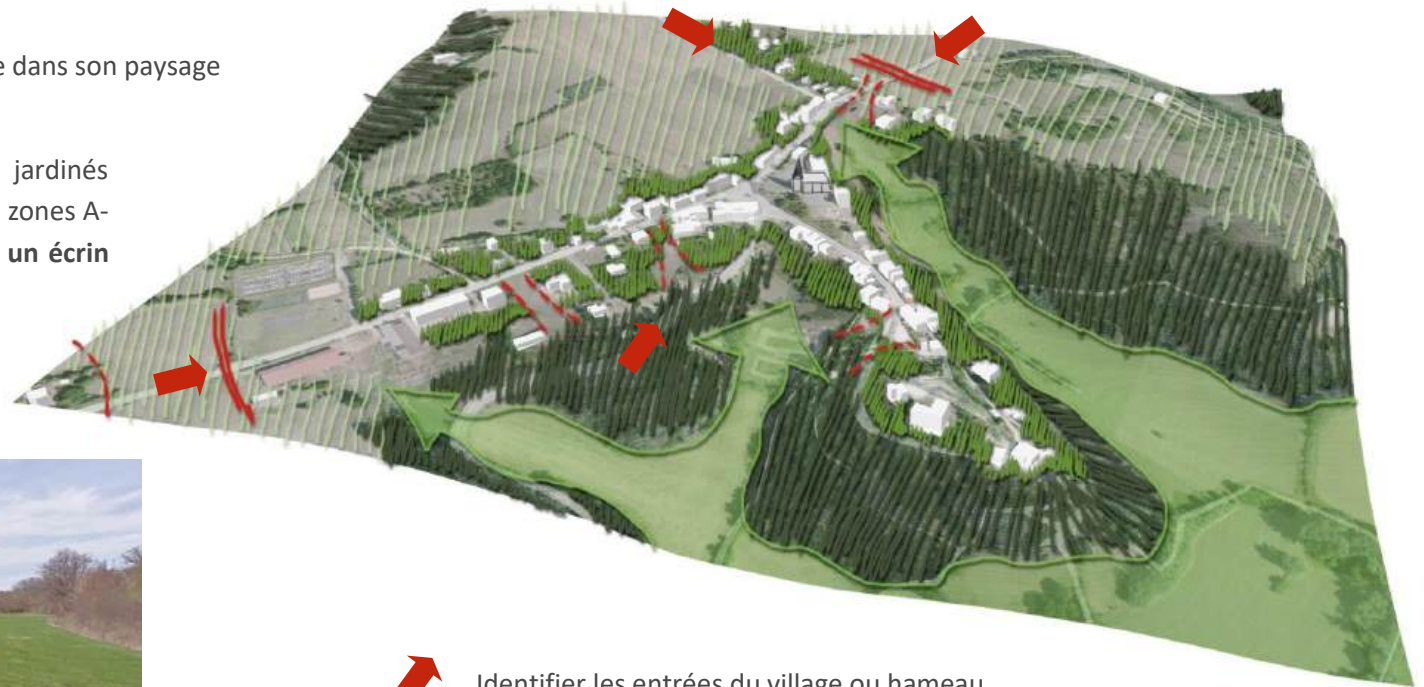 e dans son paysage
jardinés
zones A-
un écrin
Identifier les entrées du village ou hameau